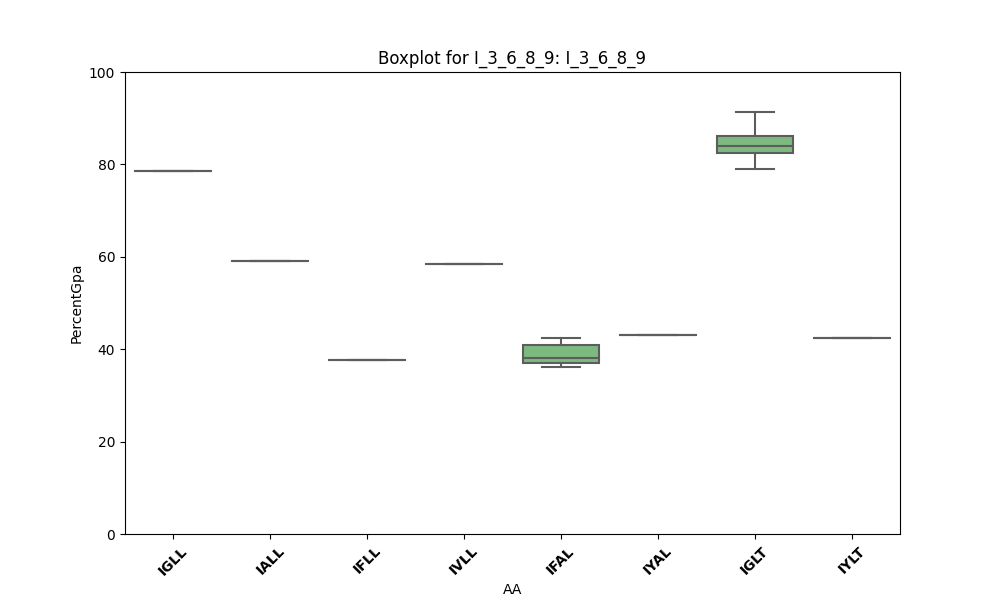 Boxplot for I_3_6_8_9: I_3_6_8_9
PercentGpa
100
80
60
40
20
0
IGLL
IALL
IFLL
IVLL
IFAL
IYAL
IGLT
IYLT
AA